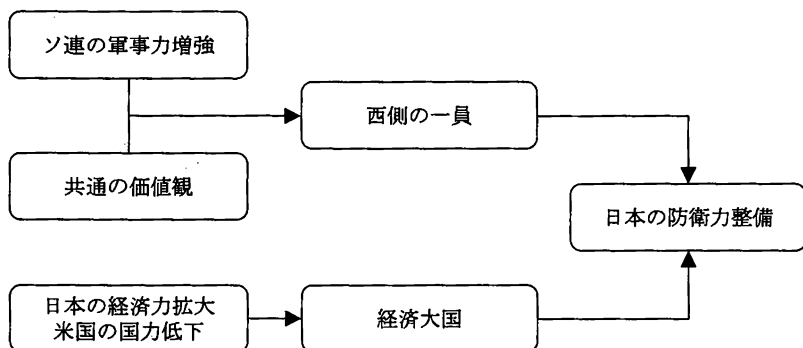 ソ連の軍事力増強
西側の一員
共通の価値観
日本の防衛力整備
日本の経済力拡大
米国の国力低下
経済大国